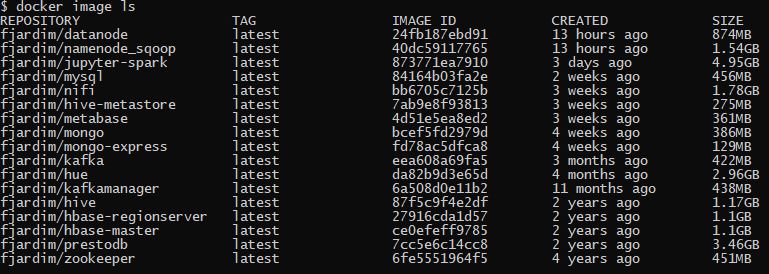 $ docker image ls
REPOSITORY TAG IMAGE ID CREATED SIZE
fjardim/datanode latest 24fb187ebd91 13 hours ago 874MB
fjardim/namenode_sqoop latest 40dc59117765 13 hours ago 1.54GB
fjardim/jupyter-spark latest 873771ea7910 3 days ago 4.95GB
fjardim/mysql latest 84164b03fa2e 2 weeks ago 456MB
fjardim/nifi latest bb6705c7125b 3 weeks ago 1.78GB
fjardim/hive-metastore latest 7ab9e8f93813 3 weeks ago 275MB
fjardim/metabase latest 4d51e5ea8ed2 3 weeks ago 361MB
fjardim/mongo latest bcef5fd2979d 4 weeks ago 386MB
fjardim/mongo-express latest fd78ac5dfca8 4 weeks ago 129MB
fjardim/kafka latest eea608a69fa5 3 months ago 422MB
fjardim/hue latest da82b9d3e65d 4 months ago 2.96GB
fjardim/kafkamanager latest 6a508d0e11b2 11 months ago 438MB
fjardim/hive latest 87f5c9f4e2df 2 years ago 1.17GB
fjardim/hbase-regionserver latest 27916cda1d57 2 years ago 1.1GB
fjardim/hbase-master latest ce0efeff9785 2 years ago 1.1GB
fjardim/prestodb latest 7cc5e6c14cc8 2 years ago 3.46GB
fjardim/zookeeper latest 6fe5551964f5 4 years ago 451MB